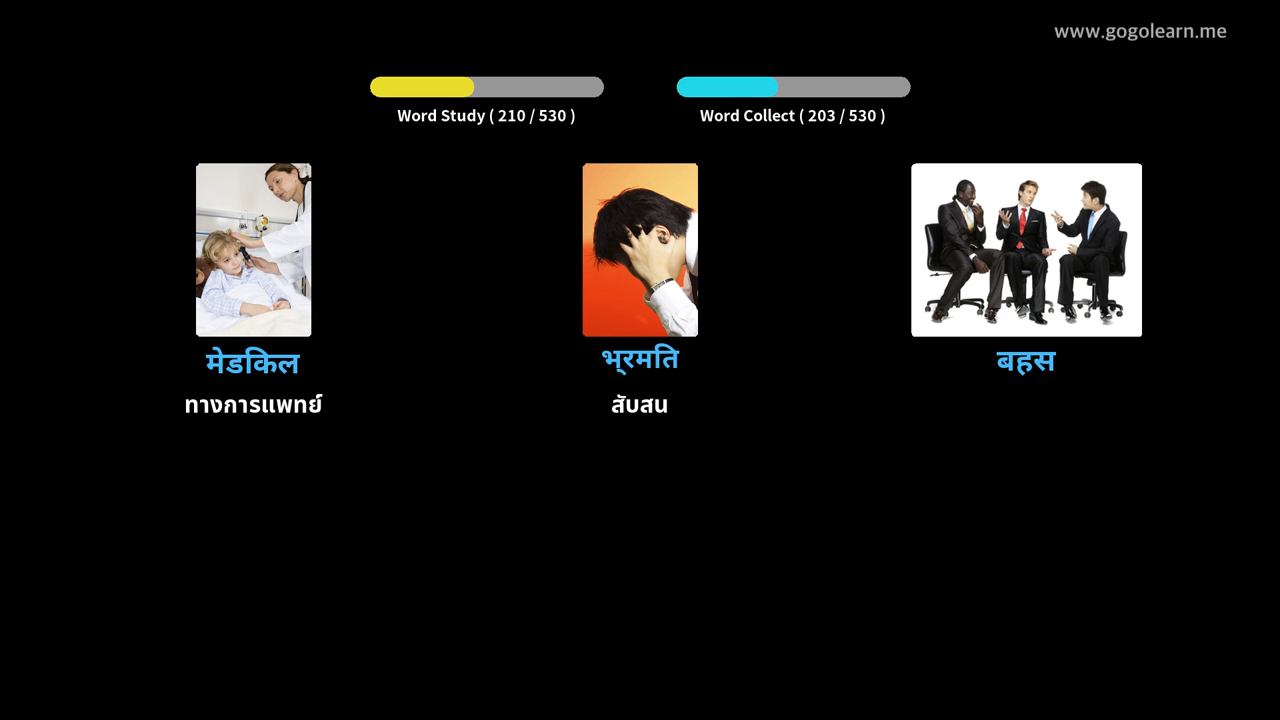 www.gogolearn.me
Word Study ( 210 / 530 )
Word Collect ( 203 / 530 )
मेडकिल
ทางการแพทย์
भ्रमति
สับสน
बहस